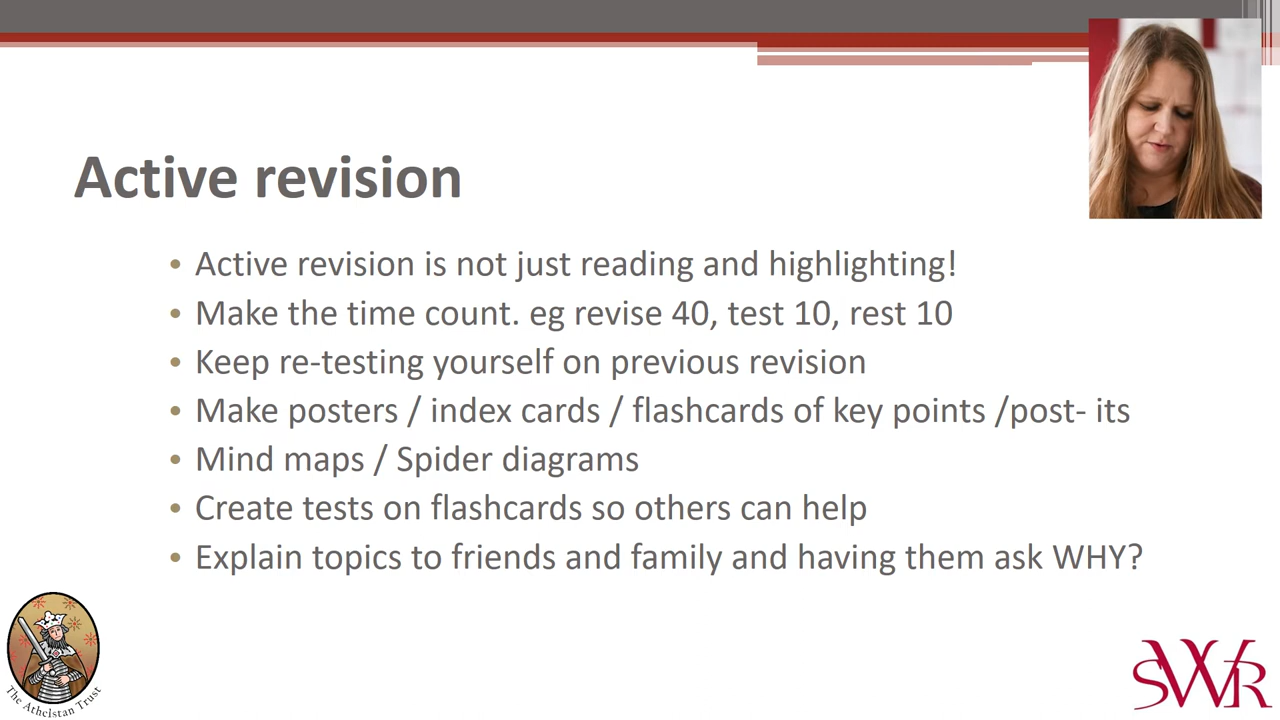 Active revision
• Active revision is not just reading and highlighting!
• Make the time count. eg revise 40, test 10, rest 10
• Keep re-testing yourself on previous revision
• Make posters / index cards / flashcards of key points /post- its
• Mind maps / Spider diagrams
• Create tests on flashcards so others can help
• Explain topics to friends and family and having them ask WHY?
The Athelstan Trust
SWR